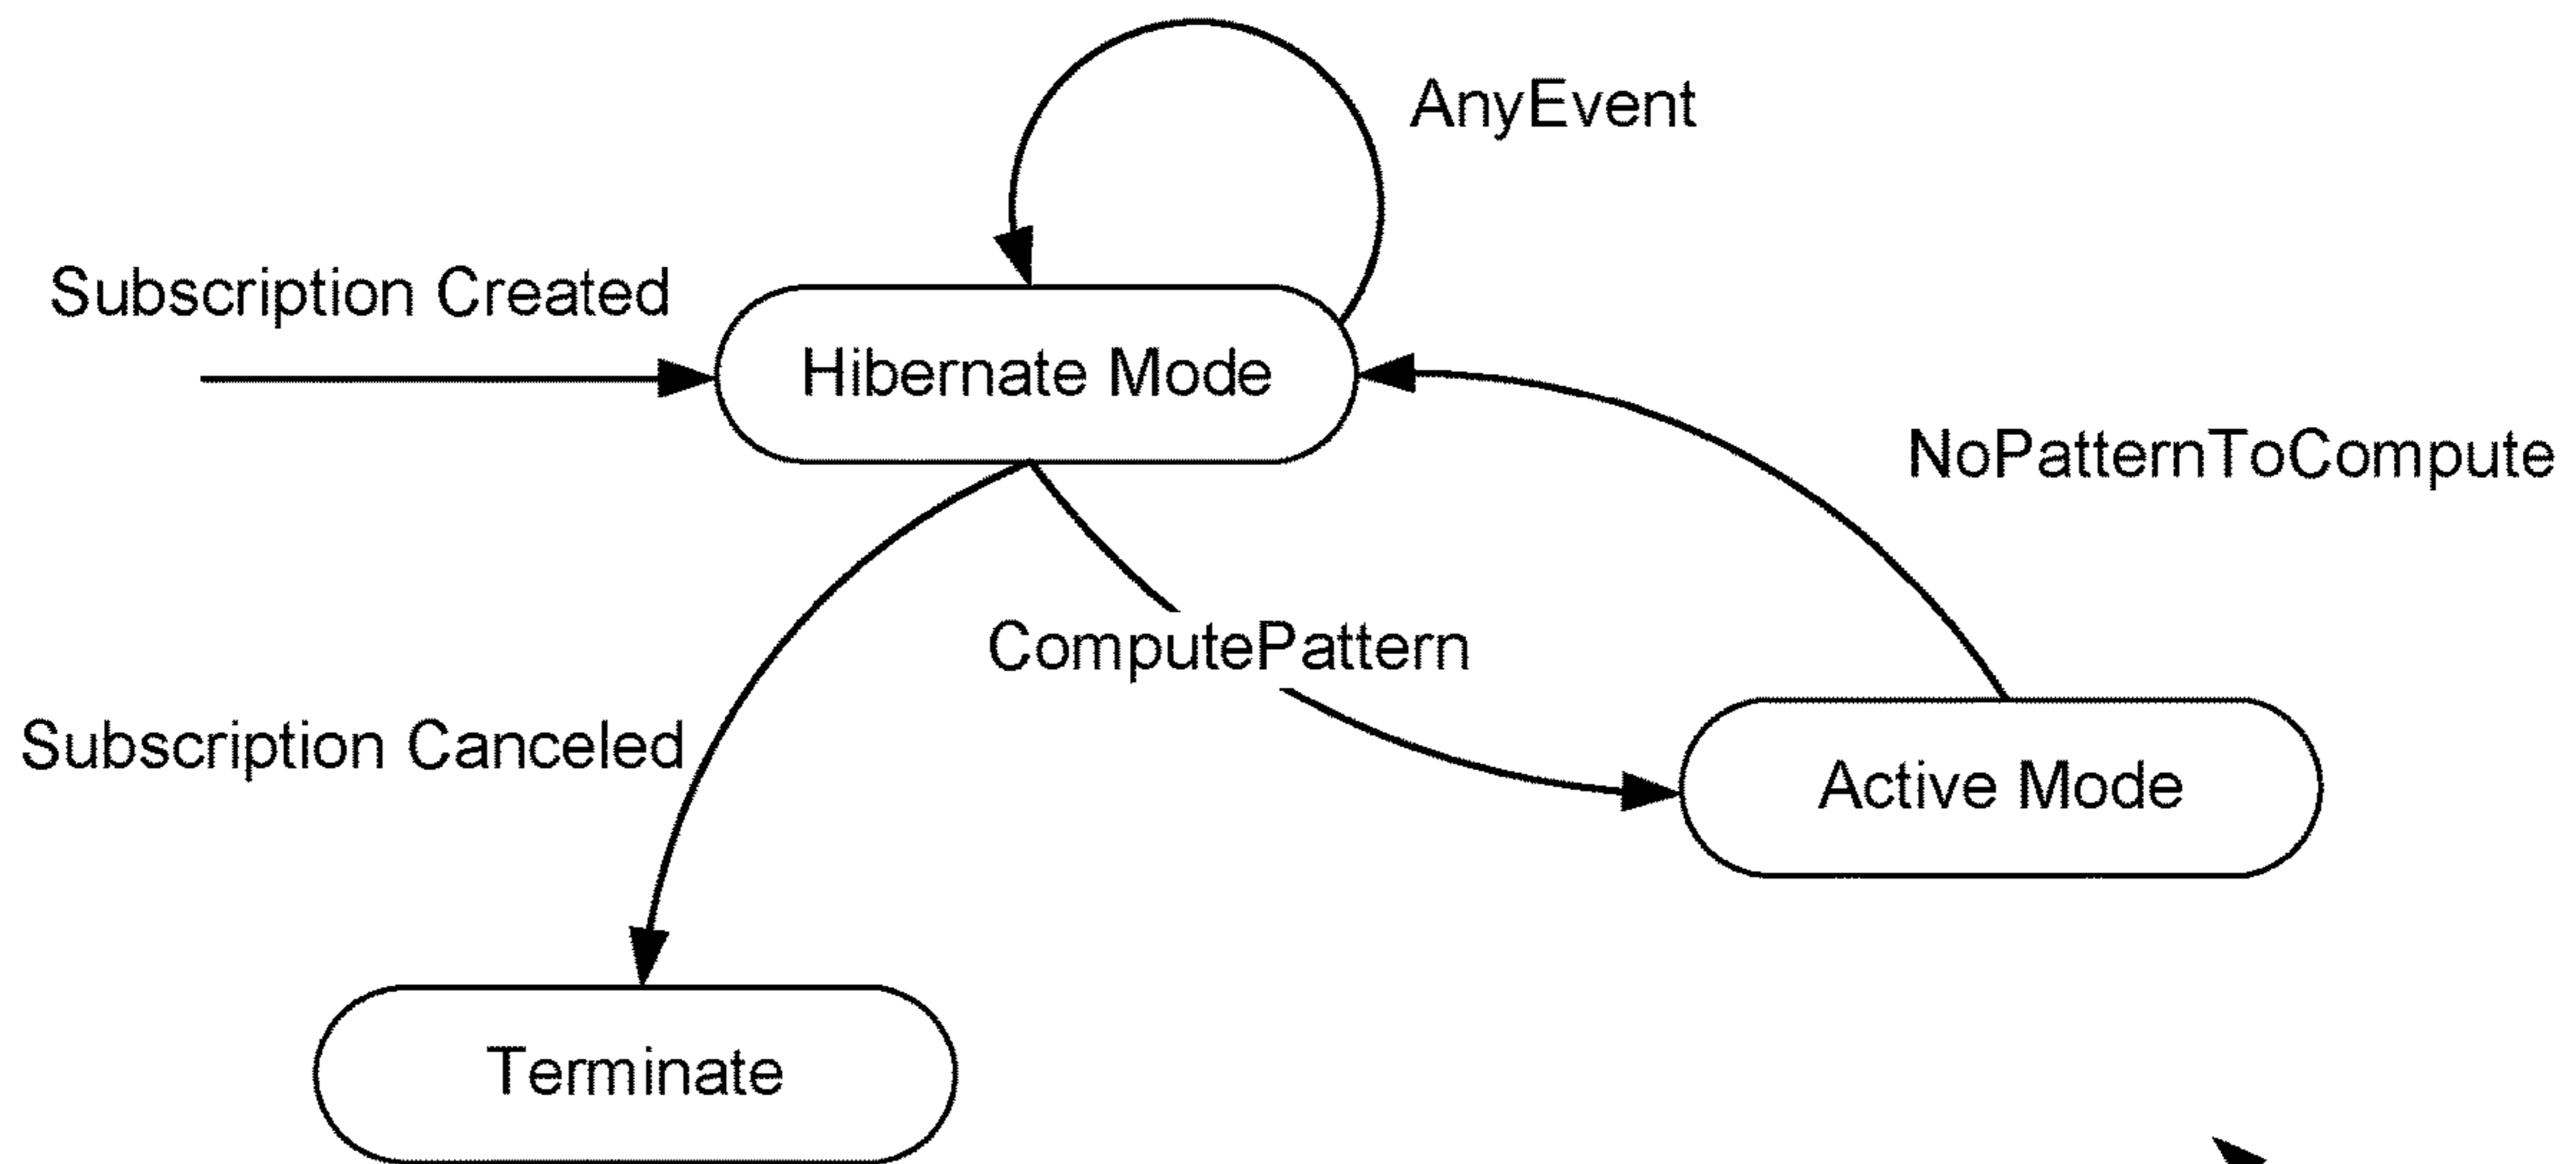 AnyEvent
Subscription Created
Hibernate Mode
NoPatternToCompute
ComputePattern
Subscription Canceled
Active Mode
Terminate